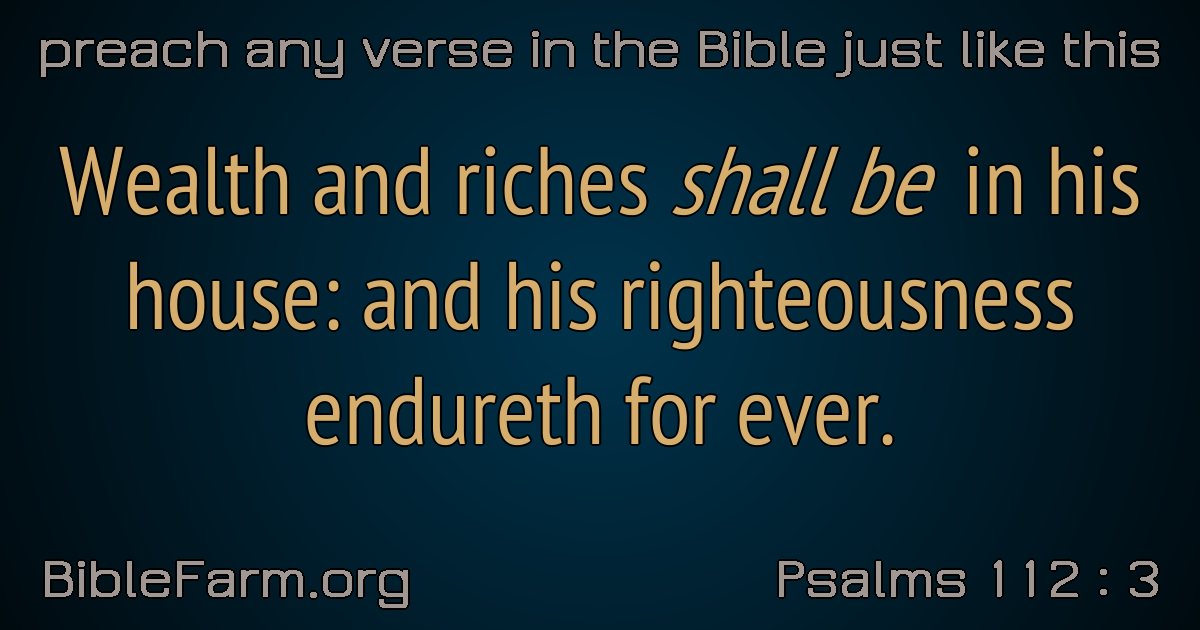 preach any verse in the Bible just like this
Wealth and riches shall be in his
house: and his righteousness
endureth for ever.
BibleFarm.org
Psalms 112 : 3